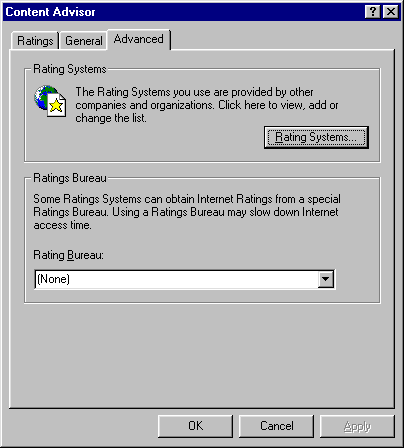 Content Advisor
Ratings General Advanced
Rating Systems
The Rating Systems you use are provided by other
companies and organizations. Click here to view, add or
change the list.
Rating Systems...
Ratings Bureau
Some Ratings Systems can obtain Internet Ratings from a special
Ratings Bureau. Using a Ratings Bureau may slow down Internet
access time.
Rating Bureau:
(None)
OK Cancel Apply